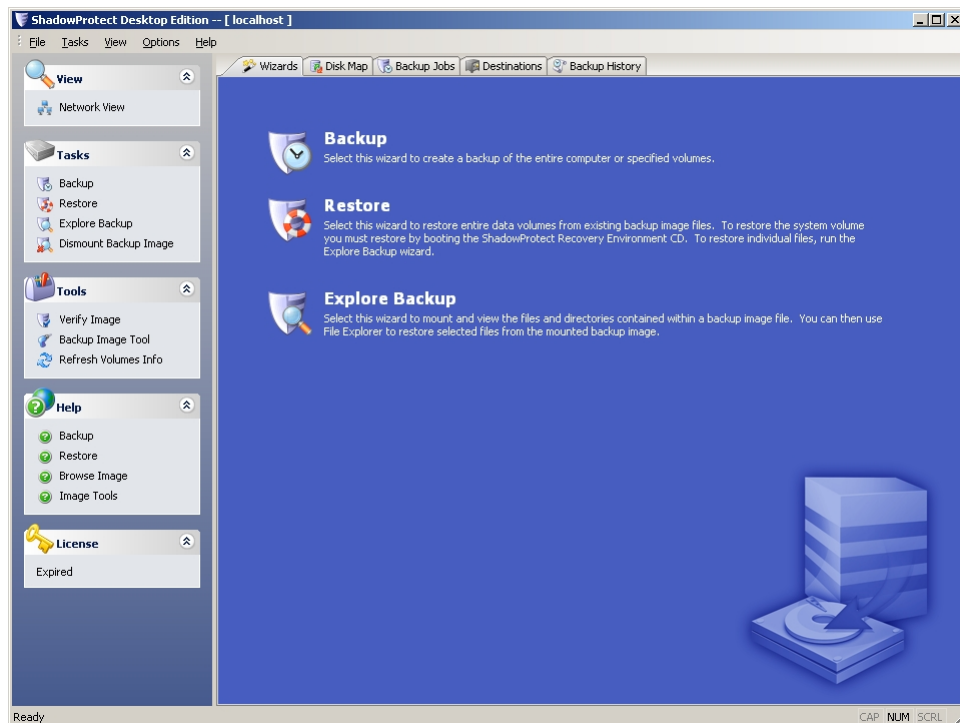 ShadowProtect Desktop Edition -- [ localhost ]
File Tasks View Options Help
View
Network View
Tasks
Backup
Restore
Explore Backup
Dismount Backup Image
Tools
Verify Image
Backup Image Tool
Refresh Volumes Info
Help
Backup
Restore
Browse Image
Image Tools
License
Expired
Wizards Disk Map Backup Jobs Destinations Backup History
Backup
Select this wizard to create a backup of the entire computer or specified volumes.
Restore
Select this wizard to restore entire data volumes from existing backup image files. To restore the system volume
you must restore by booting the ShadowProtect Recovery Environment CD. To restore individual files, run the
Explore Backup wizard.
Explore Backup
Select this wizard to mount and view the files and directories contained within a backup image file. You can then use
File Explorer to restore selected files from the mounted backup image.
Ready
CAP NUM SCRL